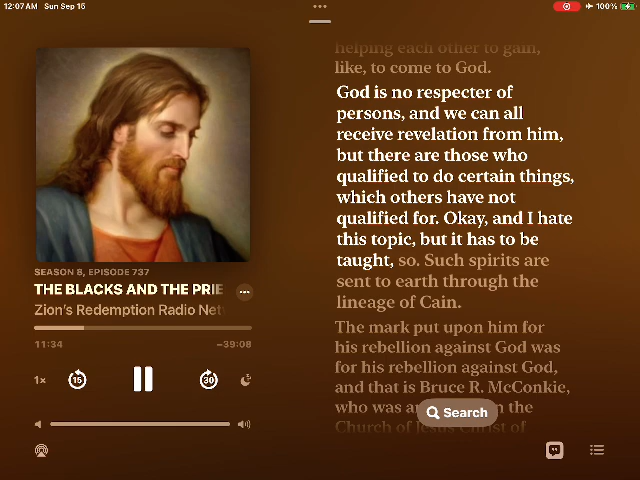 12:07 AM Sun Sep 15
100%
helping each other to gain,
like, to come to God.
God is no respecter of
persons, and we can all
receive revelation from him,
but there are those who
qualified to do certain things,
which others have not
qualified for. Okay, and I hate
this topic, but it has to be
taught, so. Such spirits are
sent to earth through the
lineage of Cain.
The mark put upon him for
his rebellion against God was
for his rebellion against God,
and that is Bruce R. McConkie,
who was an
the
Church of Jesus Christ of
Search
SEASON 8, EPISODE 737
THE BLACKS AND THE PRIE
Zion's Redemption Radio Net
11:34
-39:08
1x
15
30